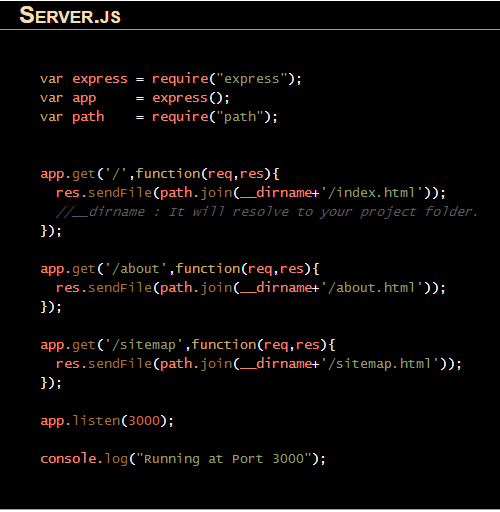 Server.js
var express = require("express");
var app     = express();
var path    = require("path");
app.get('/',function(req,res){
  res.sendFile(path.join(__dirname+'/index.html'));
  //__dirname : It will resolve to your project folder.
});
app.get('/about',function(req,res){
  res.sendFile(path.join(__dirname+'/about.html'));
});
app.get('/sitemap',function(req,res){
  res.sendFile(path.join(__dirname+'/sitemap.html'));
});
app.listen(3000);
console.log("Running at Port 3000");